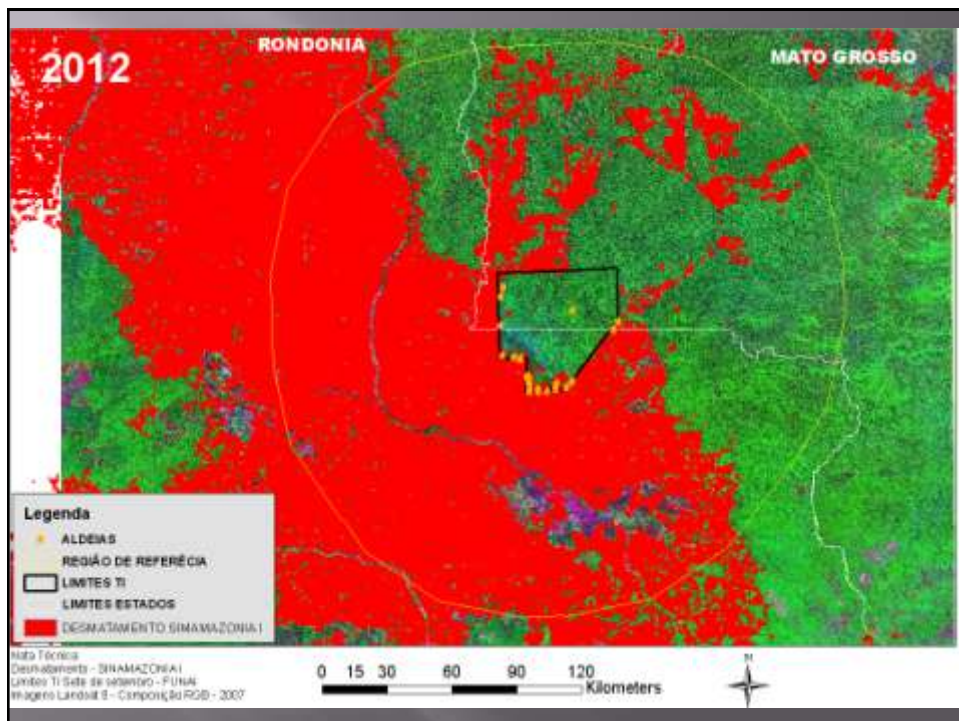 RONDONIA
2012
MATO GROSSO
Legenda
ALDEIAS
REGIÃO DE REFERÊCIA
LIMITES TI
LIMITES ESTADOS
DESMATAMENTO SIMAMAZONIA I
Nota Técnica
Desmatamento - SIMAMAZONIA I
Limites TI Sete de setembro - FUNAI
Imagens Landsat 5 - Composição RGB - 2007
0 15 30 60 90 120
Kilometers
N